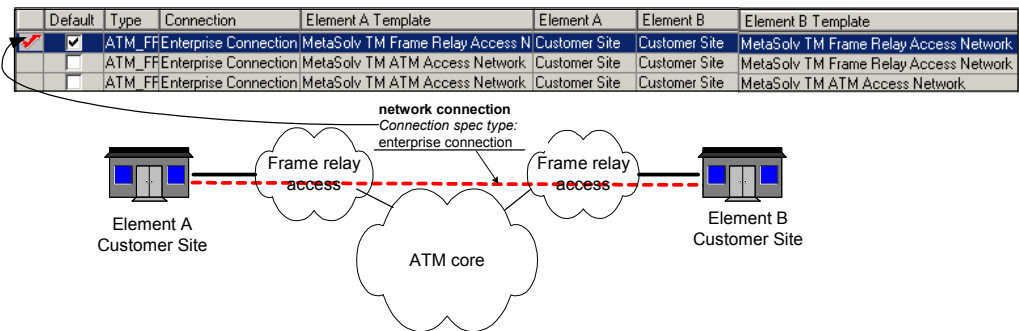 Default Type Connection Element A Template Element A Element B Element B Template
ATM_FF Enterprise Connection MetaSolv TM Frame Relay Access N Customer Site Customer Site MetaSolv TM Frame Relay Access Network
ATM_FF Enterprise Connection MetaSolv TM ATM Access Network Customer Site Customer Site MetaSolv TM Frame Relay Access Network
ATM_FF Enterprise Connection MetaSolv TM ATM Access Network Customer Site Customer Site MetaSolv TM ATM Access Network
network connection
Connection spec type:
enterprise connection
Frame relay
access
Frame relay
access
Element A
Customer Site
Element B
Customer Site
ATM core